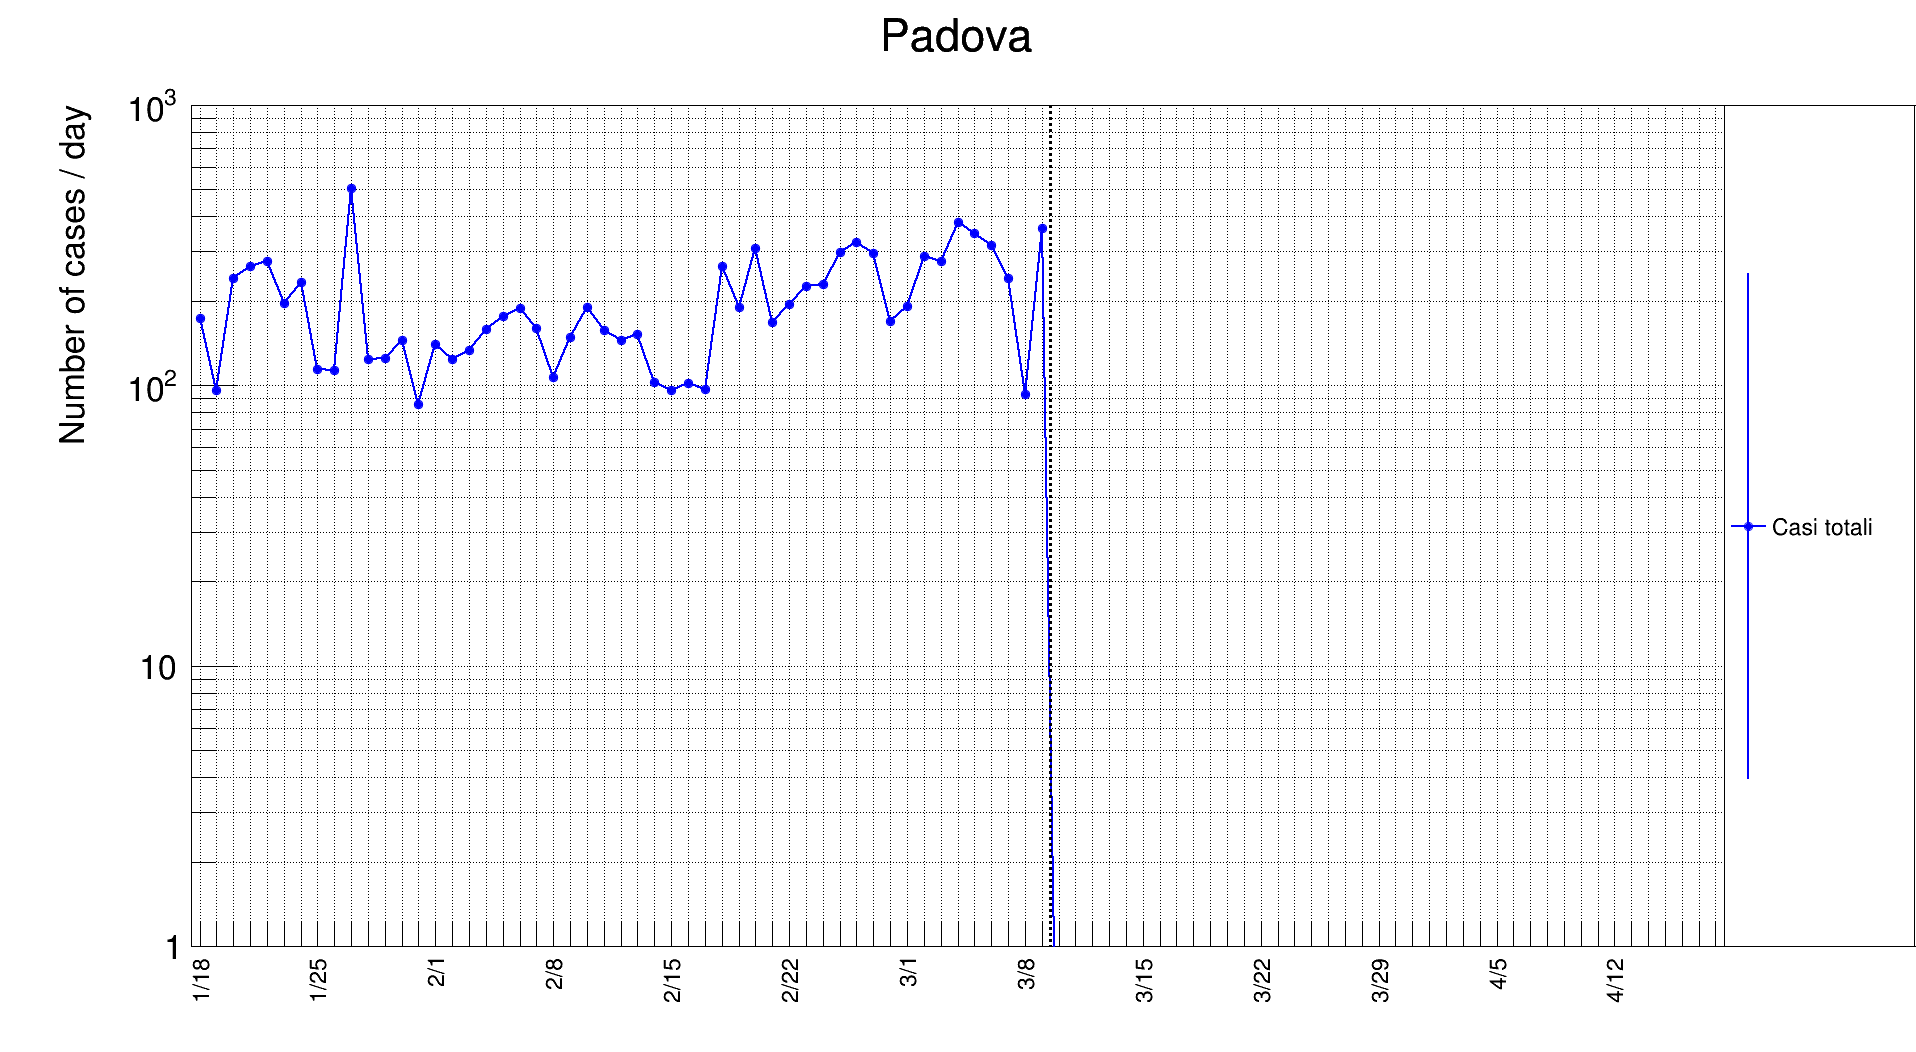 Padova
Number of cases / day
10³
10²
10
1
1/18 1/25 2/1 2/8 2/15 2/22 3/1 3/8 3/15 3/22 3/29 4/5 4/12
Casi totali